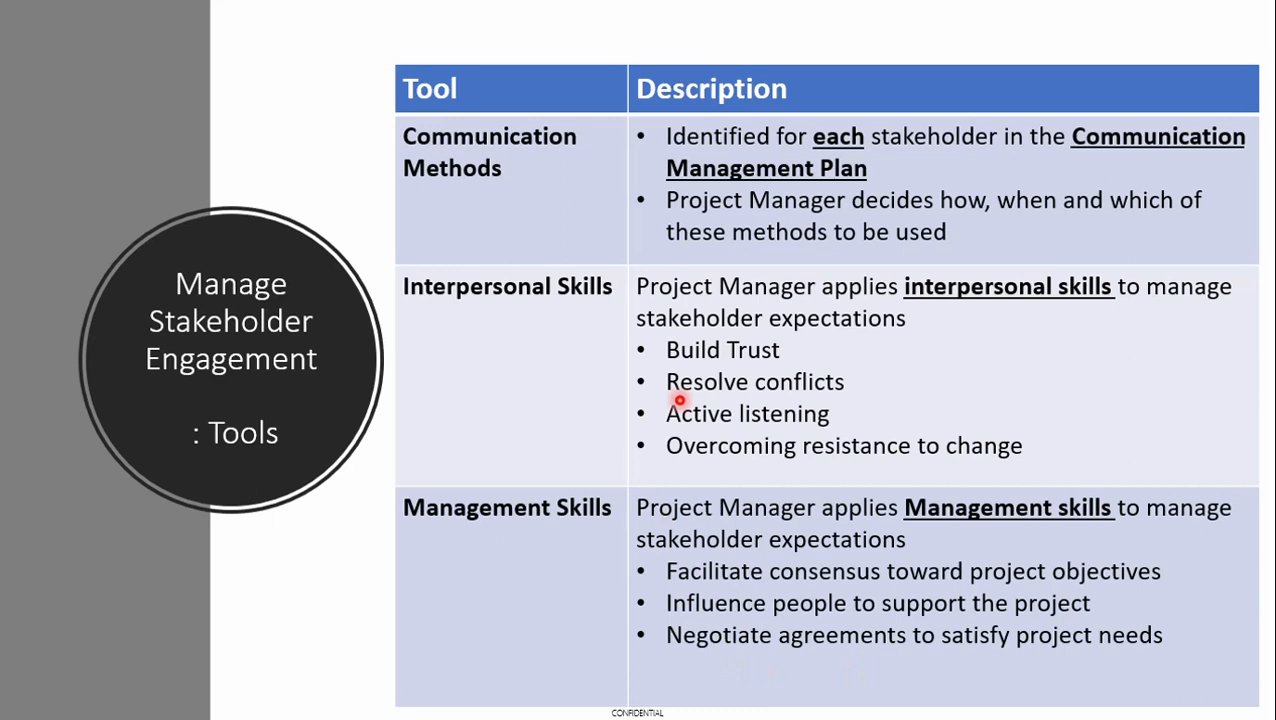 Manage
Stakeholder
Engagement
: Tools
Tool
Description
Communication
Methods
• Identified for each stakeholder in the Communication
Management Plan
• Project Manager decides how, when and which of
these methods to be used
Interpersonal Skills
Project Manager applies interpersonal skills to manage
stakeholder expectations
• Build Trust
• Resolve conflicts
• Active listening
• Overcoming resistance to change
Management Skills
Project Manager applies Management skills to manage
stakeholder expectations
• Facilitate consensus toward project objectives
• Influence people to support the project
• Negotiate agreements to satisfy project needs
CONFIDENTIAL